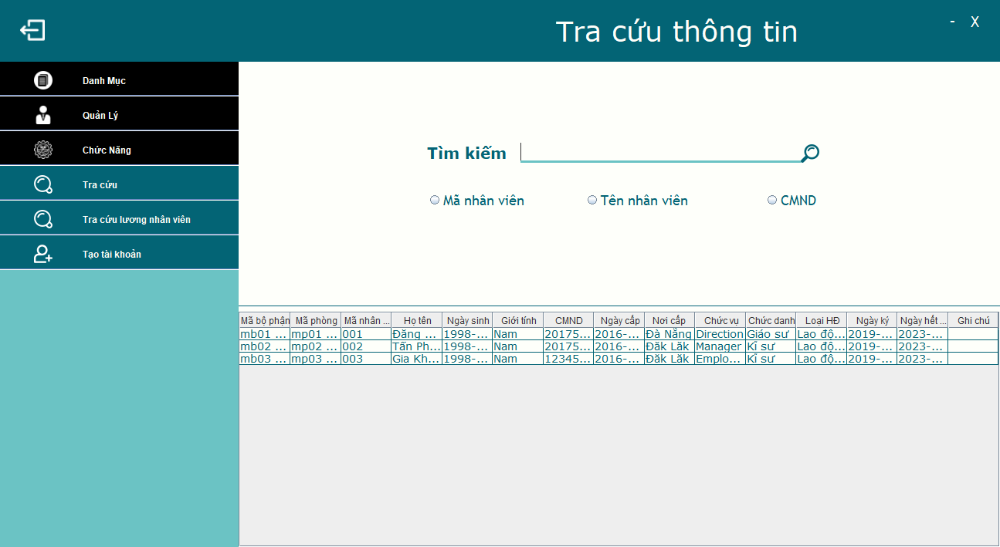 Tra cứu thông tin
- X
Danh Mục
Quản Lý
Chức Năng
Tra cứu
Tra cứu lương nhân viên
Tạo tài khoản
Tìm kiếm
Mã nhân viên Tên nhân viên CMND
Mã bộ phận Mã phòng Mã nhân ... Họ tên Ngày sinh Giới tính CMND Ngày cấp Nơi cấp Chức vụ Chức danh Loại HĐ Ngày ký Ngày hết ... Ghi chú
mb01 ... mp01 ... 001 Đăng ... 1998-... Nam 20175... 2016-... Đà Nẵng Direction Giáo sư Lao độ... 2019-... 2023-...
mb02 ... mp02 ... 002 Tấn Ph... 1998-... Nam 20175... 2016-... Đăk Lăk Manager Kĩ sư Lao độ... 2019-... 2023-...
mb03 ... mp03 ... 003 Gia Kh... 1998-... Nam 12345... 2016-... Đăk Lăk Emplo... Kĩ sư Lao độ... 2019-... 2023-...